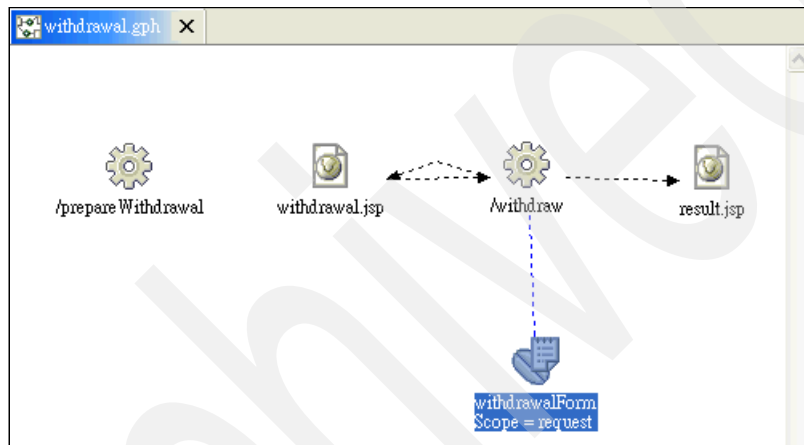 withdrawal.gph
/prepareWithdrawal
withdrawal.jsp
/withdraw
result.jsp
withdrawalForm
Scope = request